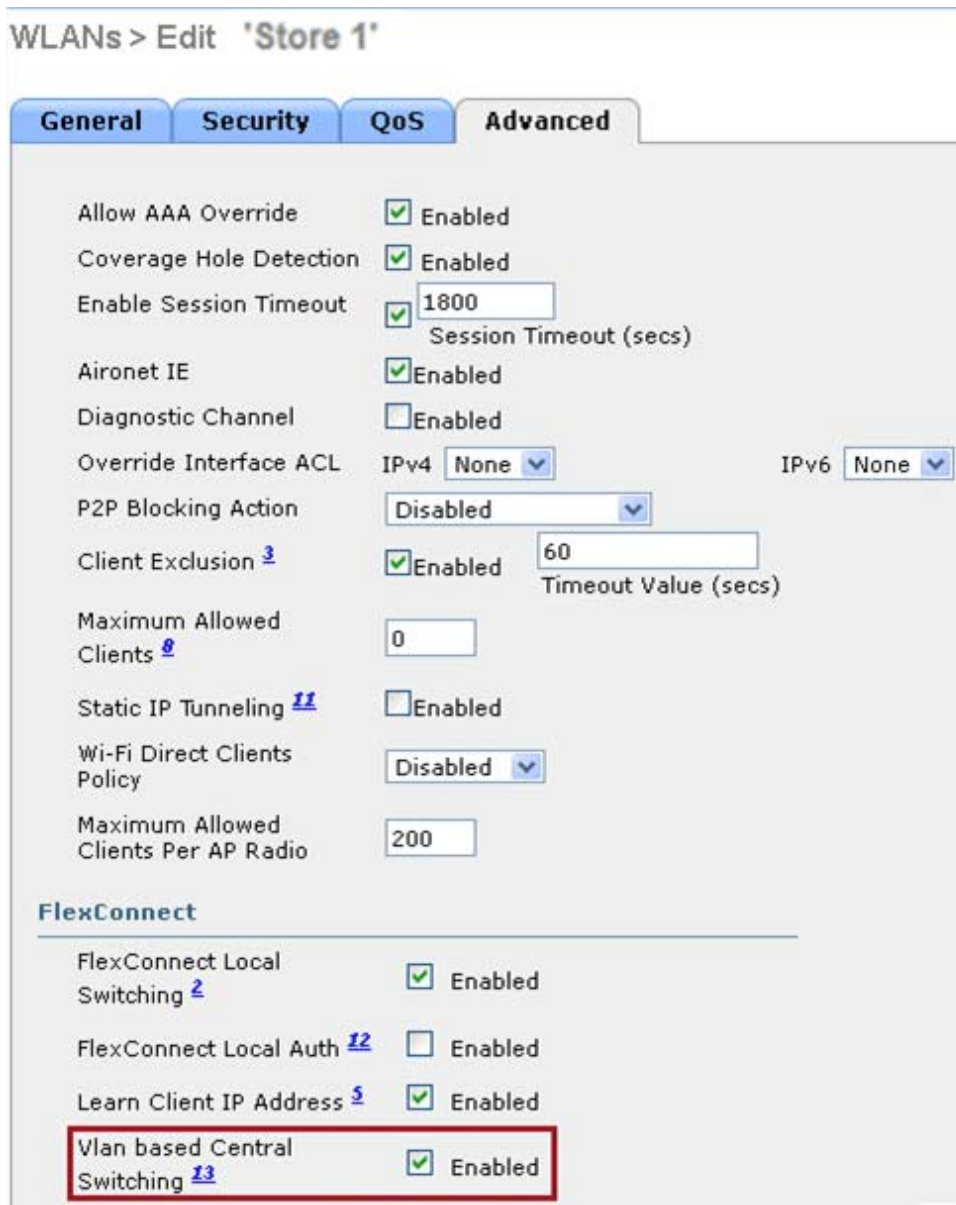 WLANs > Edit 'Store 1'
General Security QoS Advanced
Allow AAA Override Enabled
Coverage Hole Detection Enabled
Enable Session Timeout 1800
Session Timeout (secs)
Aironet IE Enabled
Diagnostic Channel Enabled
Override Interface ACL IPv4 None IPv6 None
P2P Blocking Action Disabled
Client Exclusion 3 Enabled 60
Timeout Value (secs)
Maximum Allowed
Clients 8 0
Static IP Tunneling 11 Enabled
Wi-Fi Direct Clients
Policy Disabled
Maximum Allowed
Clients Per AP Radio 200
FlexConnect
FlexConnect Local
Switching 2 Enabled
FlexConnect Local Auth 12 Enabled
Learn Client IP Address 5 Enabled
Vlan based Central
Switching 13 Enabled